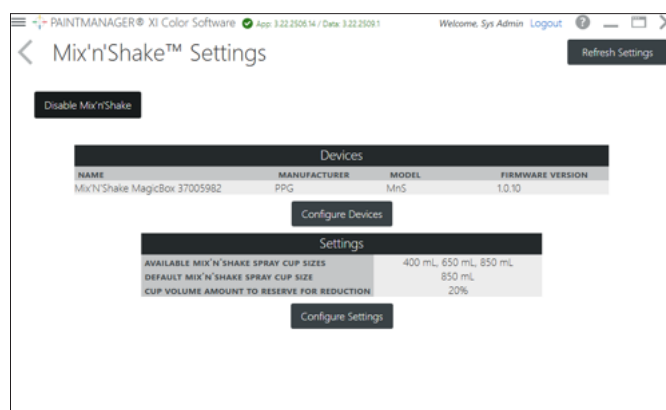 PAINTMANAGER® XI Color Software App: 3.22.2506.14 / Data: 3.22.2509.1 Welcome, Sys Admin Logout ?
Mix'n'Shake™ Settings
Refresh Settings
Disable Mix'n'Shake
Devices
NAME MANUFACTURER MODEL FIRMWARE VERSION
Mix'N'Shake MagicBox 37005982 PPG MnS 1.0.10
Configure Devices
Settings
AVAILABLE MIX'N'SHAKE SPRAY CUP SIZES 400 mL, 650 mL, 850 mL
DEFAULT MIX'N'SHAKE SPRAY CUP SIZE 850 mL
CUP VOLUME AMOUNT TO RESERVE FOR REDUCTION 20%
Configure Settings